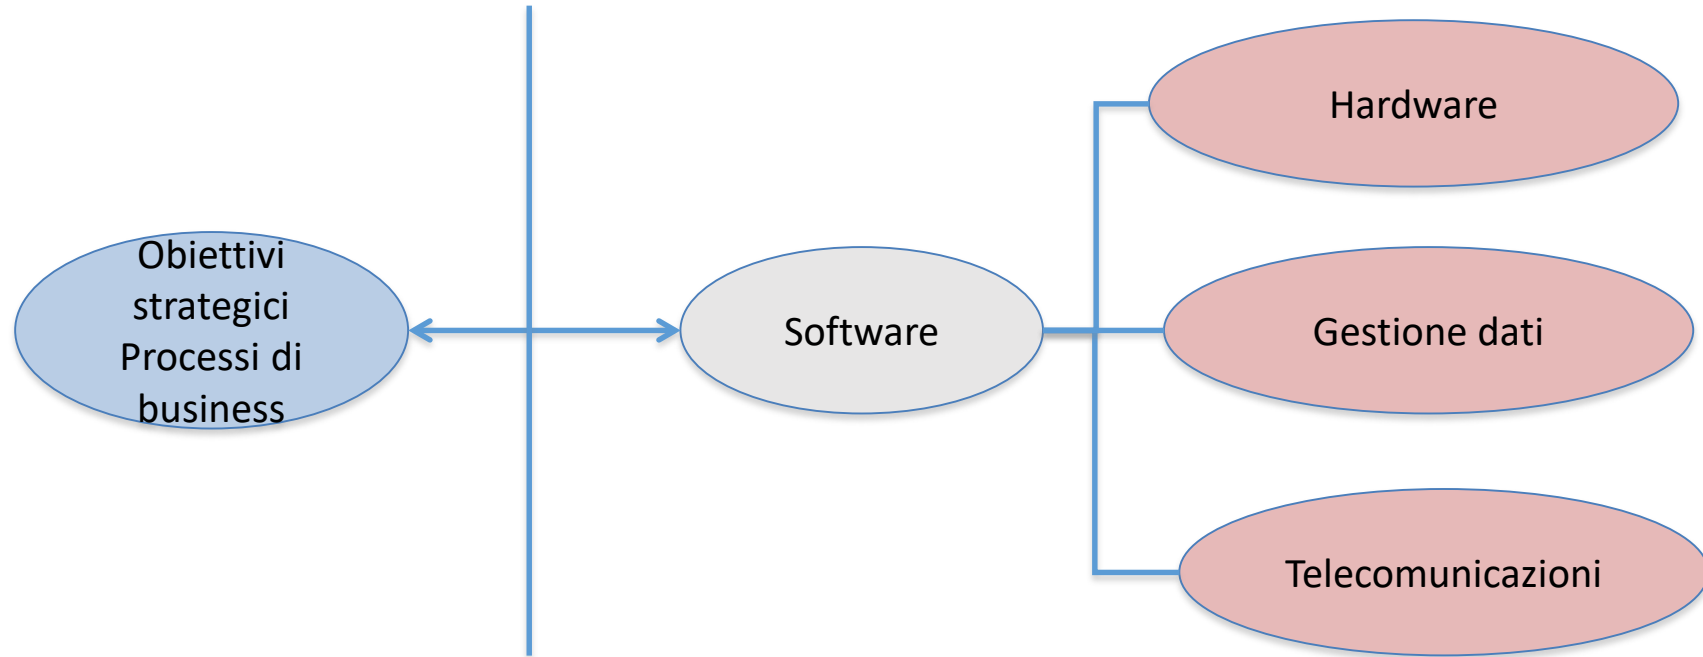 Obiettivi
strategici
Processi di
business
Software
Hardware
Gestione dati
Telecomunicazioni